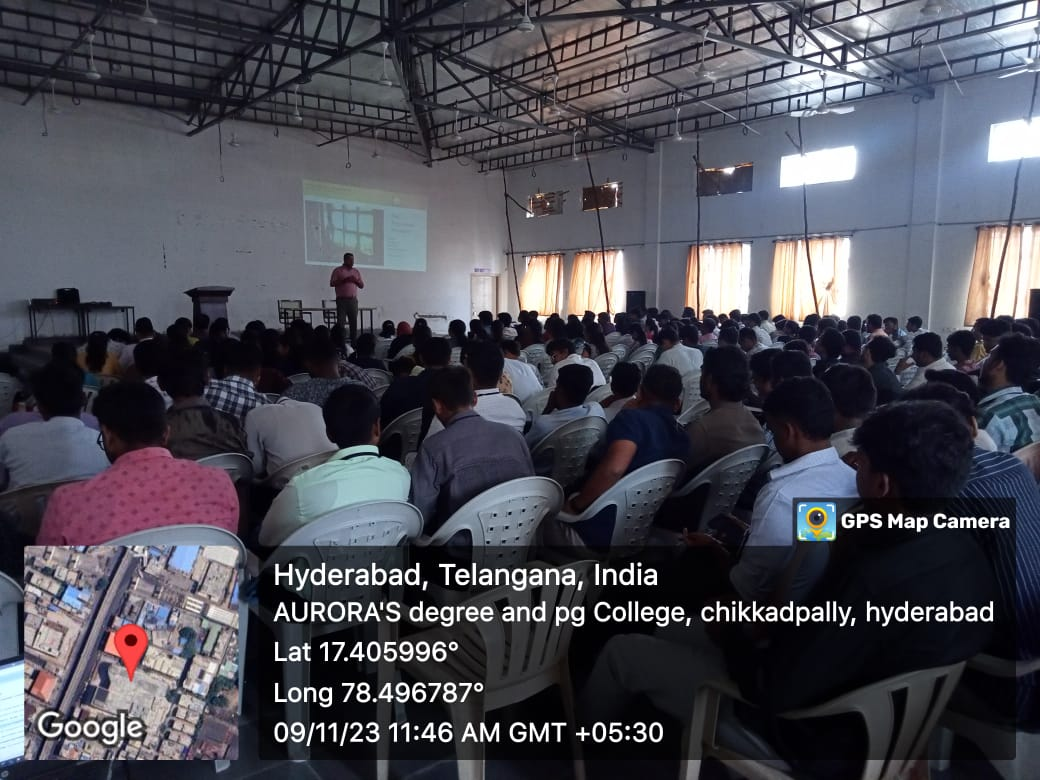 GPS Map Camera
Hyderabad, Telangana, India
AURORA'S degree and pg College, chikkadpally, hyderabad
Lat 17.405996°
Long 78.496787°
09/11/23 11:46 AM GMT +05:30
Google